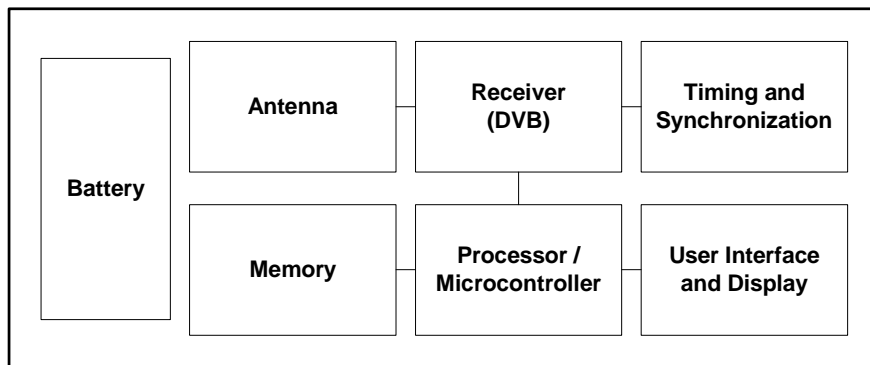 Battery
Antenna
Receiver
(DVB)
Timing and
Synchronization
Memory
Processor /
Microcontroller
User Interface
and Display